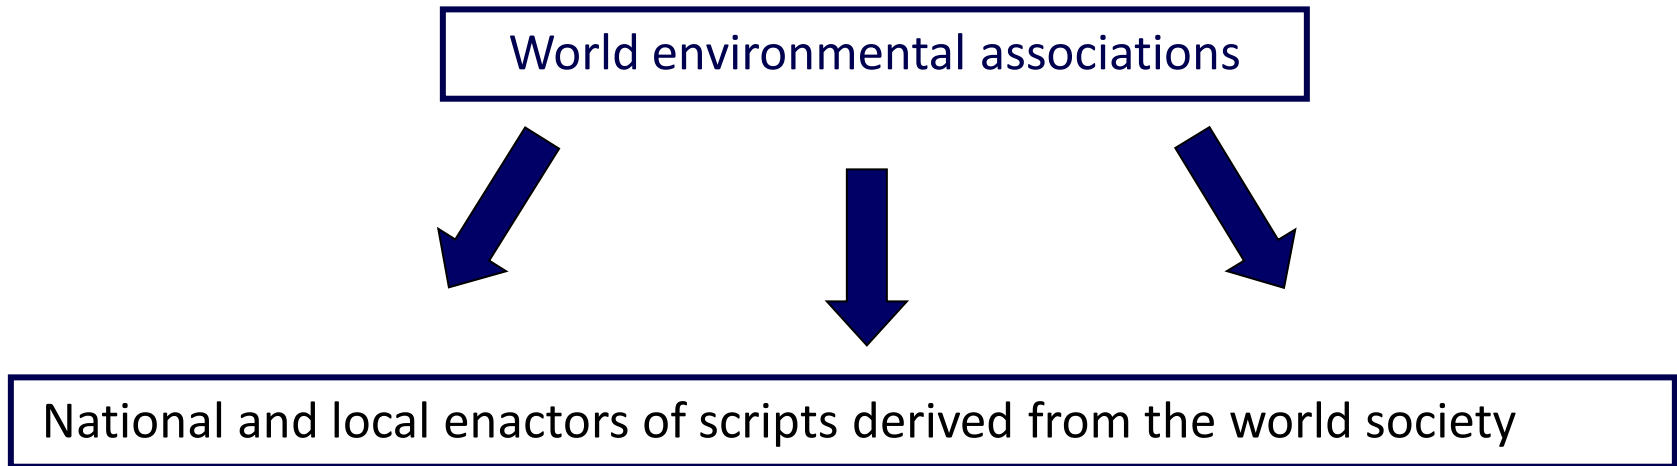 World environmental associations
National and local enactors of scripts derived from the world society